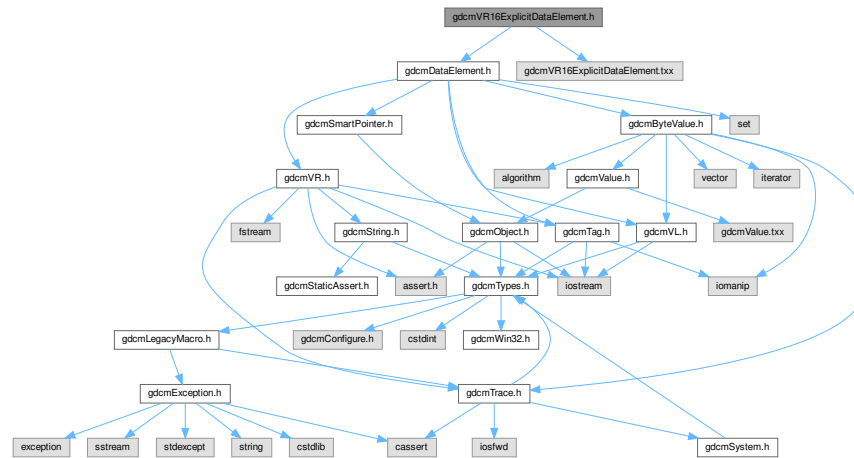 gdcmVR16ExplicitDataElement.h
gdcmDataElement.h
gdcmVR16ExplicitDataElement.txx
gdcmSmartPointer.h
gdcmByteValue.h
set
gdcmVR.h
algorithm
gdcmValue.h
vector
iterator
fstream
gdcmString.h
gdcmObject.h
gdcmTag.h
gdcmVL.h
gdcmValue.txx
gdcmStaticAssert.h
assert.h
gdcmTypes.h
iostream
iomanip
gdcmLegacyMacro.h
gdcmConfigure.h
cstdint
gdcmWin32.h
gdcmException.h
gdcmTrace.h
exception
sstream
stdexcept
string
cstdlib
cassert
iosfwd
gdcmSystem.h